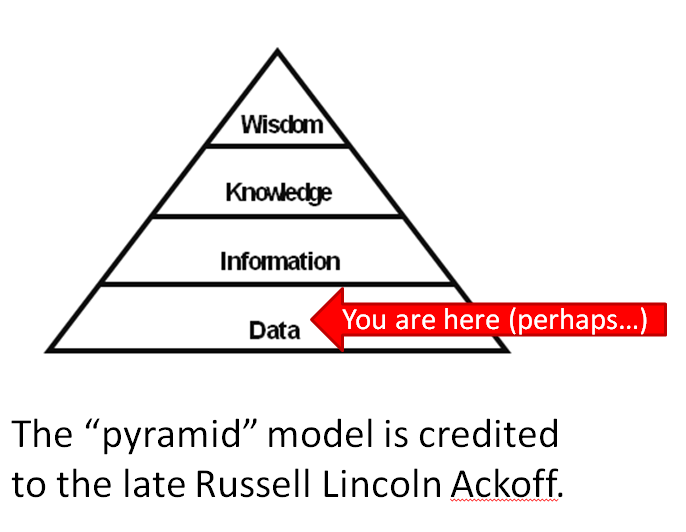 Wisdom
Knowledge
Information
Data
You are here (perhaps...)
The “pyramid” model is credited
to the late Russell Lincoln Ackoff.